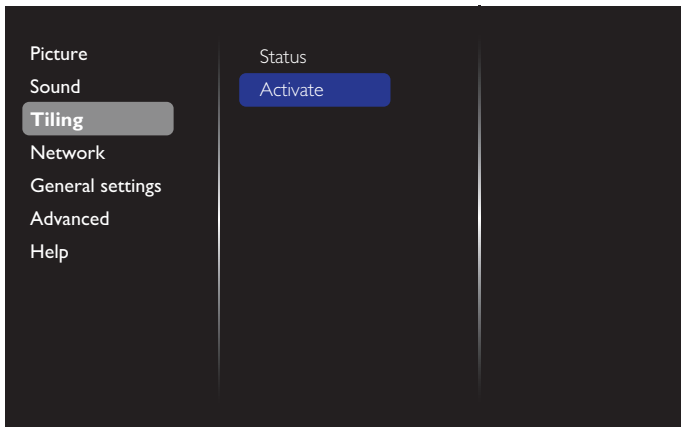 Picture
Sound
Tiling
Network
General settings
Advanced
Help
Status
Activate